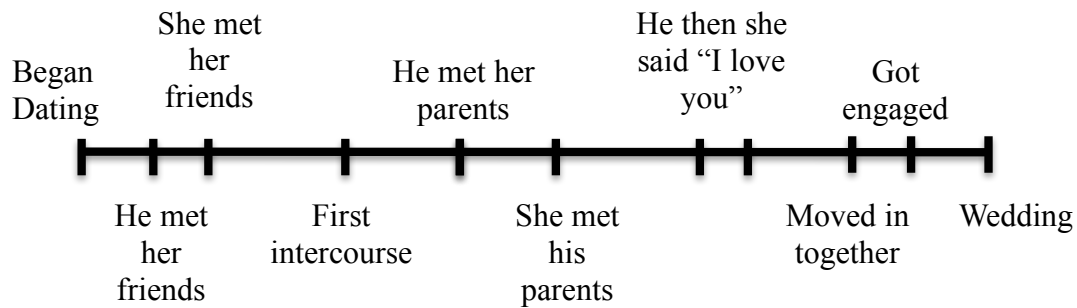 Began
Dating
She met
her
friends
He met her
parents
He then she
said “I love
you”
Got
engaged
He met
her
friends
First
intercourse
She met
his
parents
Moved in
together
Wedding